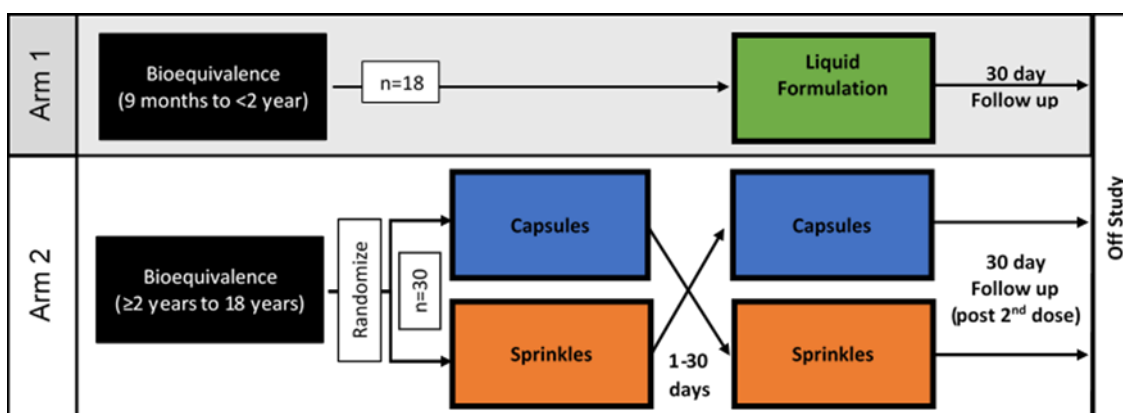 Arm 1
Bioequivalence
(9 months to <2 year)
n=18
Liquid
Formulation
30 day
Follow up
Arm 2
Bioequivalence
(≥2 years to 18 years)
Randomize
n=30
Capsules
Sprinkles
1-30
days
Capsules
Sprinkles
30 day
Follow up
(post 2nd dose)
Off Study